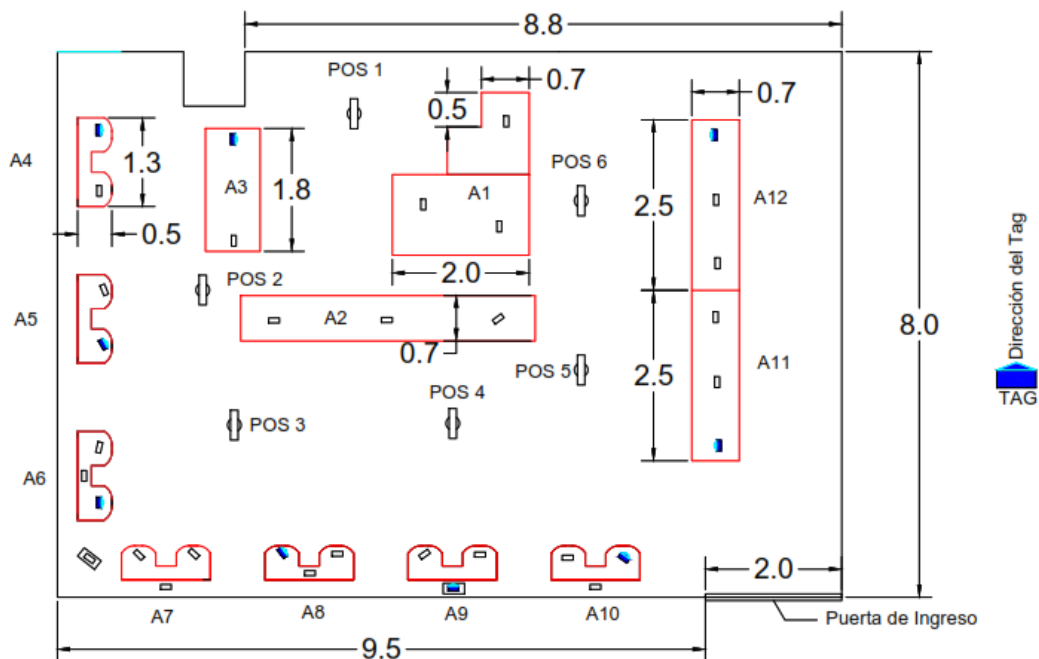 8.8
POS 1
0.7
0.5
0.7
A4
1.3
A3
1.8
A1
POS 6
2.5
A12
0.5
2.0
POS 2
A5
A2
0.7
8.0
Dirección del Tag
TAG
POS 5
2.5
A11
POS 4
POS 3
A6
2.0
A7
A8
A9
A10
Puerta de Ingreso
9.5